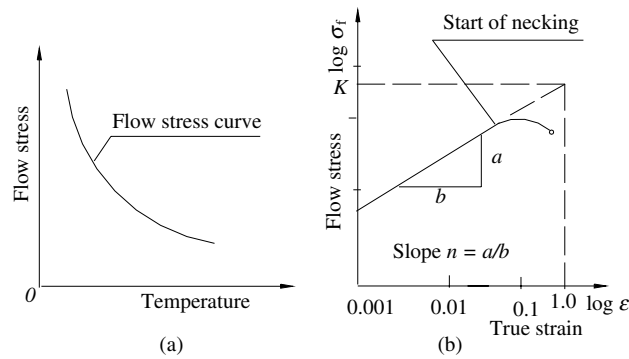 Flow stress
Flow stress curve
0
Temperature
(a)
Flow stress
log σf
K
Start of necking
a
b
Slope n = a/b
0.001
0.01
0.1
1.0
log ε
True strain
(b)